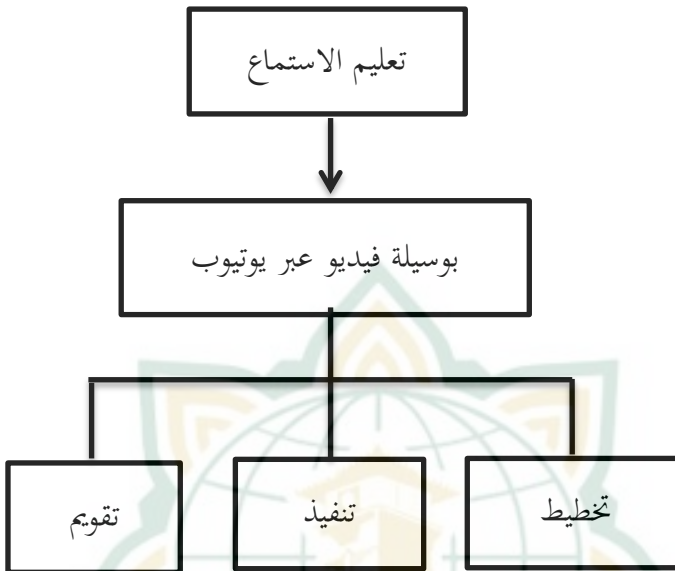 تعليم الاستماع
بوسيلة فيديو عبر يوتيوب
تخطيط
تنفيذ
تقويم